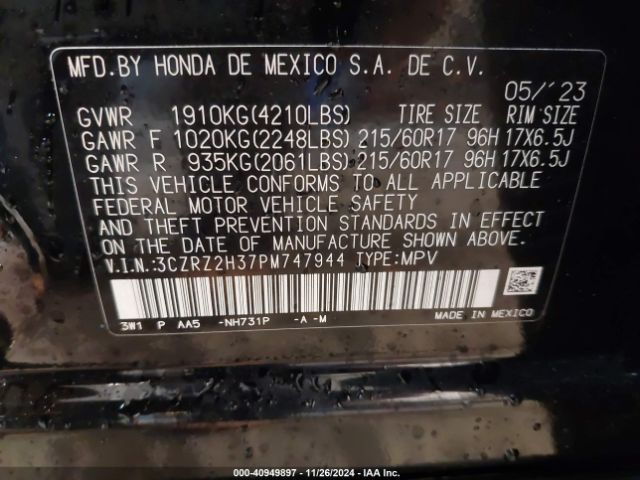 MFD.BY HONDA DE MEXICO S.A. DE C.V.
05/'23
GVWR 1910KG(4210LBS) TIRE SIZE RIM SIZE
GAWR F 1020KG(2248LBS) 215/60R17 96H 17X6.5J
GAWR R 935KG(2061LBS) 215/60R17 96H 17X6.5J
THIS VEHICLE CONFORMS TO ALL APPLICABLE
FEDERAL MOTOR VEHICLE SAFETY
AND THEFT PREVENTION STANDARDS IN EFFECT
ON THE DATE OF MANUFACTURE SHOWN ABOVE.
V.I.N.:3CZRZ2H37PM747944 TYPE:MPV
3W1 P AA5 -NH731P -A-M MADE IN MEXICO
000-40949897 - 11/26/2024 - IAA Inc.